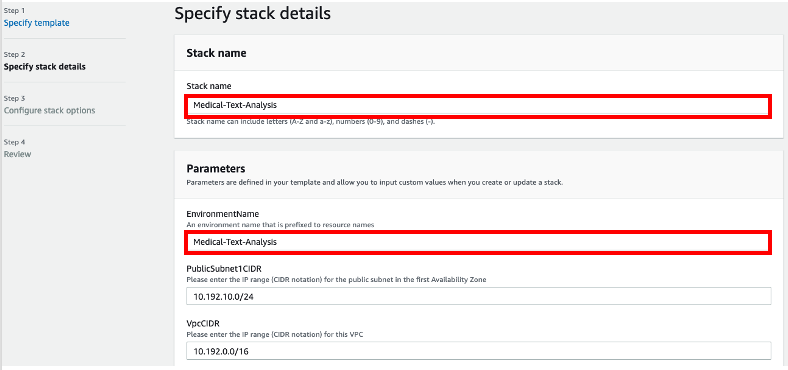 Step 1
Specify template
Step 2
Specify stack details
Step 3
Configure stack options
Step 4
Review
Specify stack details
Stack name
Stack name
Medical-Text-Analysis
Stack name can include letters (A-Z and a-z), numbers (0-9), and dashes (-).
Parameters
Parameters are defined in your template and allow you to input custom values when you create or update a stack.
EnvironmentName
An environment name that is prefixed to resource names
Medical-Text-Analysis
PublicSubnet1CIDR
Please enter the IP range (CIDR notation) for the public subnet in the first Availability Zone
10.192.10.0/24
VpcCIDR
Please enter the IP range (CIDR notation) for this VPC
10.192.0.0/16